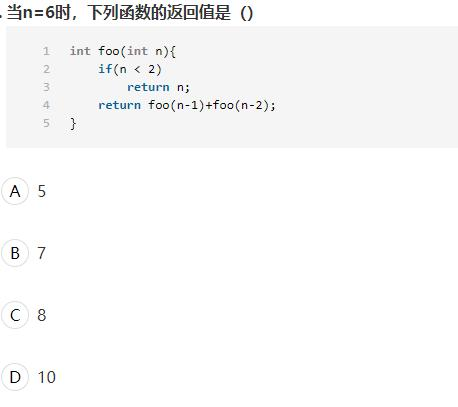 .当n=6时，下列函数的返回值是 ()
1 int foo(int n){
2 if(n < 2)
3 return n;
4 return foo(n-1)+foo(n-2);
5 }
A 5
B 7
C 8
D 10